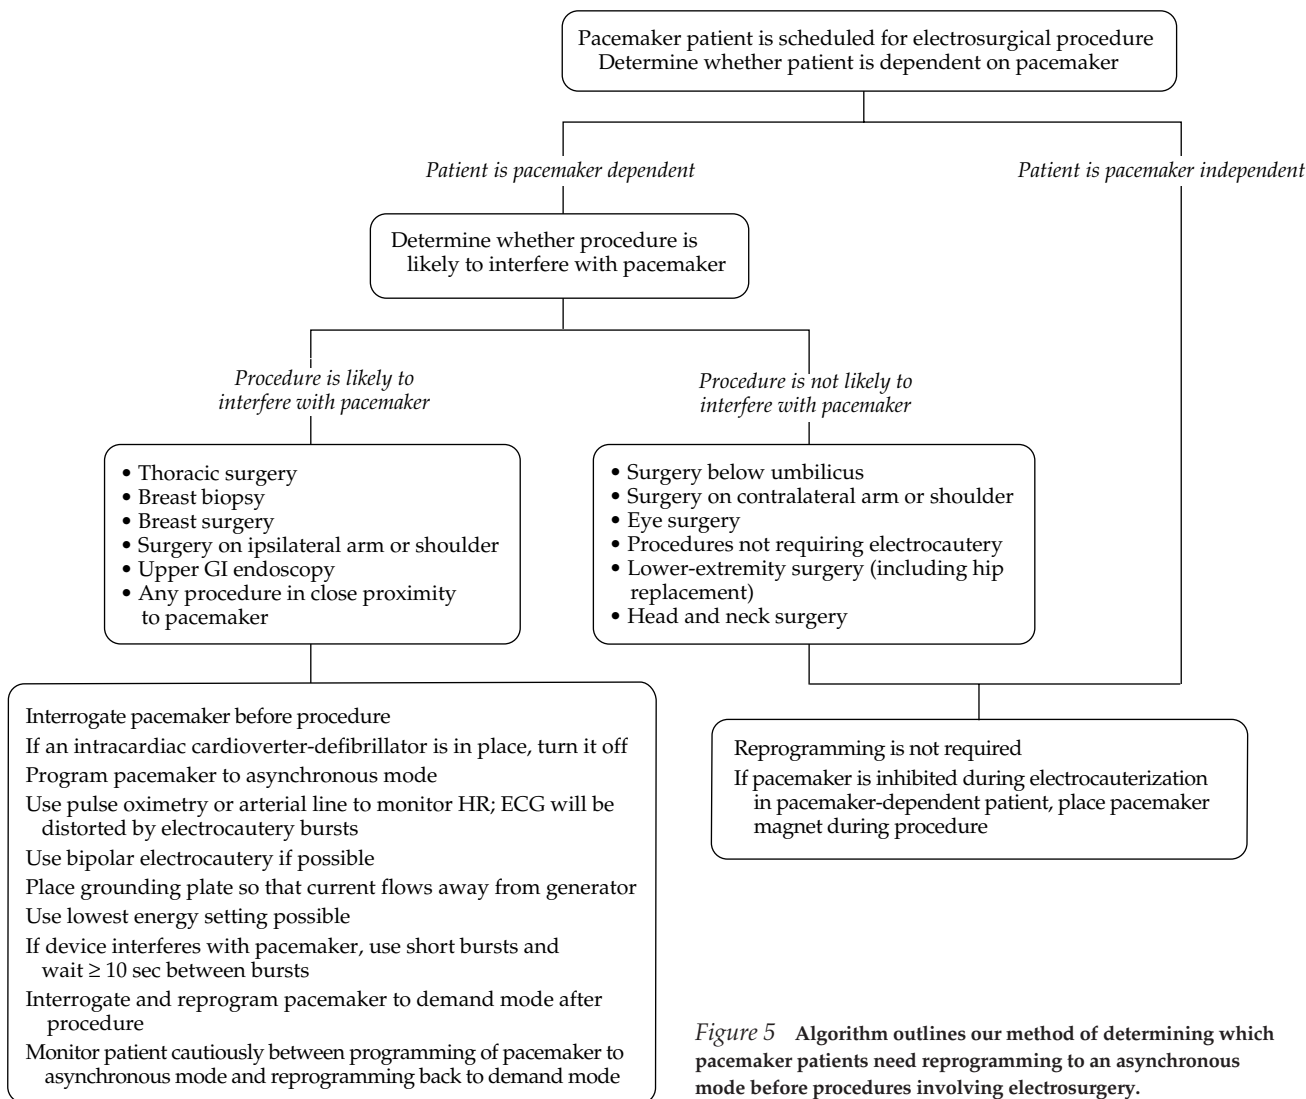 Pacemaker patient is scheduled for electrosurgical procedure
Determine whether patient is dependent on pacemaker
Patient is pacemaker dependent
Patient is pacemaker independent
Determine whether procedure is
likely to interfere with pacemaker
Procedure is likely to
interfere with pacemaker
Procedure is not likely to
interfere with pacemaker
• Thoracic surgery
• Breast biopsy
• Breast surgery
• Surgery on ipsilateral arm or shoulder
• Upper GI endoscopy
• Any procedure in close proximity
to pacemaker
• Surgery below umbilicus
• Surgery on contralateral arm or shoulder
• Eye surgery
• Procedures not requiring electrocautery
• Lower-extremity surgery (including hip
replacement)
• Head and neck surgery
Interrogate pacemaker before procedure
If an intracardiac cardioverter-defibrillator is in place, turn it off
Program pacemaker to asynchronous mode
Use pulse oximetry or arterial line to monitor HR; ECG will be
distorted by electrocautery bursts
Use bipolar electrocautery if possible
Place grounding plate so that current flows away from generator
Use lowest energy setting possible
If device interferes with pacemaker, use short bursts and
wait ≥ 10 sec between bursts
Interrogate and reprogram pacemaker to demand mode after
procedure
Monitor patient cautiously between programming of pacemaker to
asynchronous mode and reprogramming back to demand mode
Reprogramming is not required
If pacemaker is inhibited during electrocauterization
in pacemaker-dependent patient, place pacemaker
magnet during procedure
Figure 5 Algorithm outlines our method of determining which
pacemaker patients need reprogramming to an asynchronous
mode before procedures involving electrosurgery.